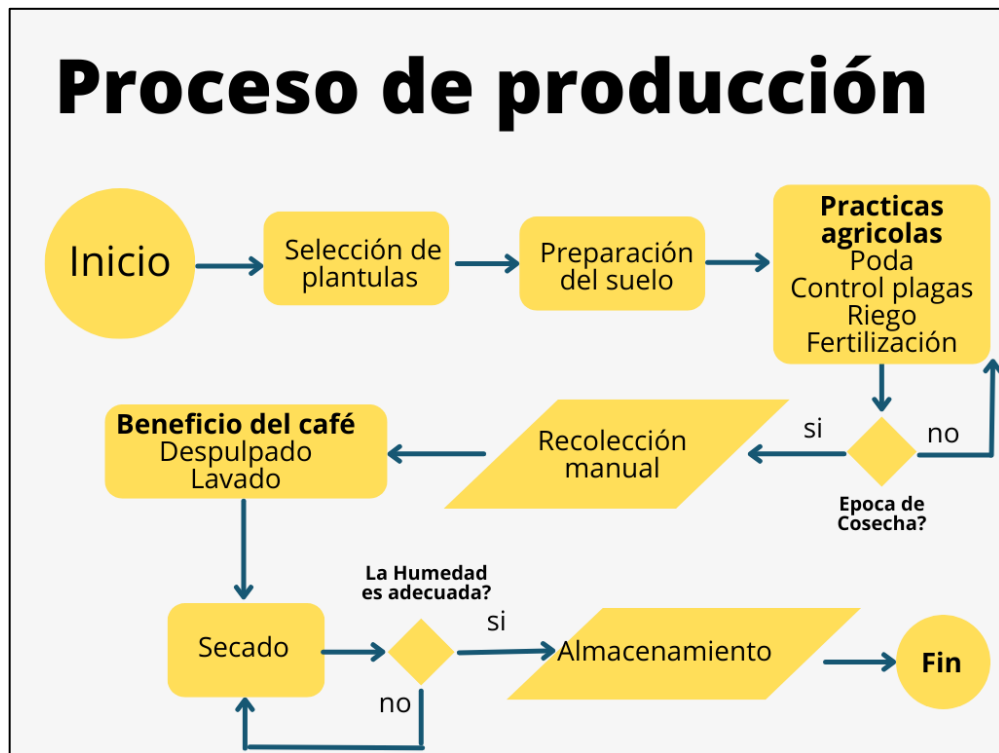 Proceso de producción
Inicio
Selección de
plantulas
Preparación
del suelo
Practicas
agricolas
Poda
Control plagas
Riego
Fertilización
Epoca de
Cosecha?
si
no
Recolección
manual
Beneficio del café
Despulpado
Lavado
Secado
La Humedad
es adecuada?
si
no
Almacenamiento
Fin